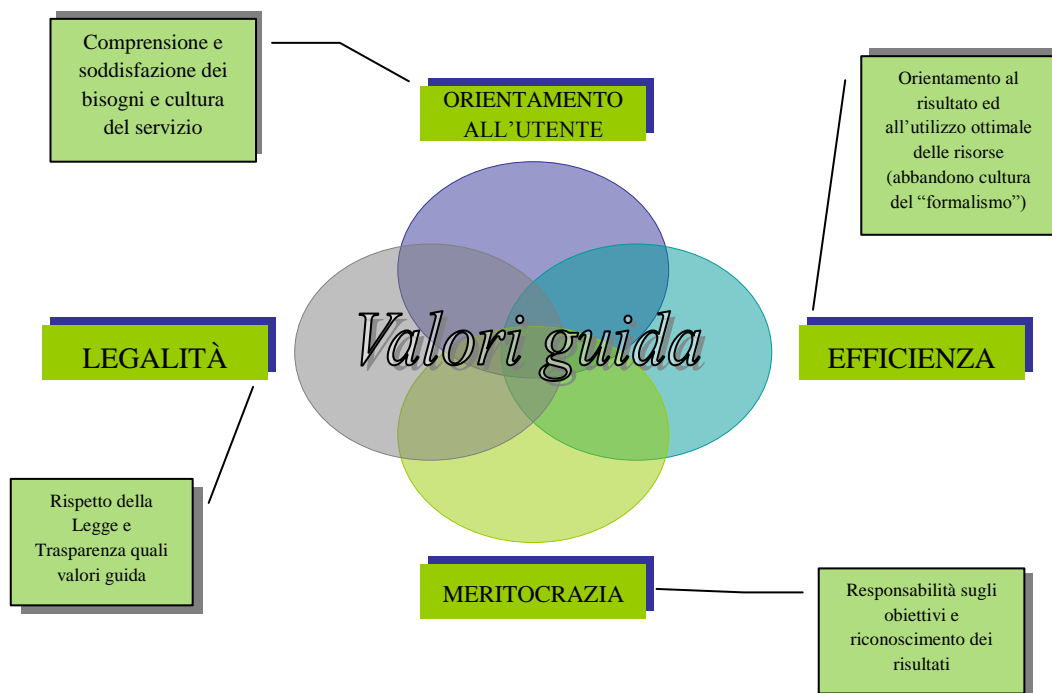 Comprensione e
soddisfazione dei
bisogni e cultura
del servizio
ORIENTAMENTO
ALL’UTENTE
Orientamento al
risultato ed
all’utilizzo ottimale
delle risorse
(abbandono cultura
del “formalismo”)
LEGALITÀ
Valori guida
EFFICIENZA
Rispetto della
Legge e
Trasparenza quali
valori guida
MERITOCRAZIA
Responsabilità sugli
obiettivi e
riconoscimento dei
risultati